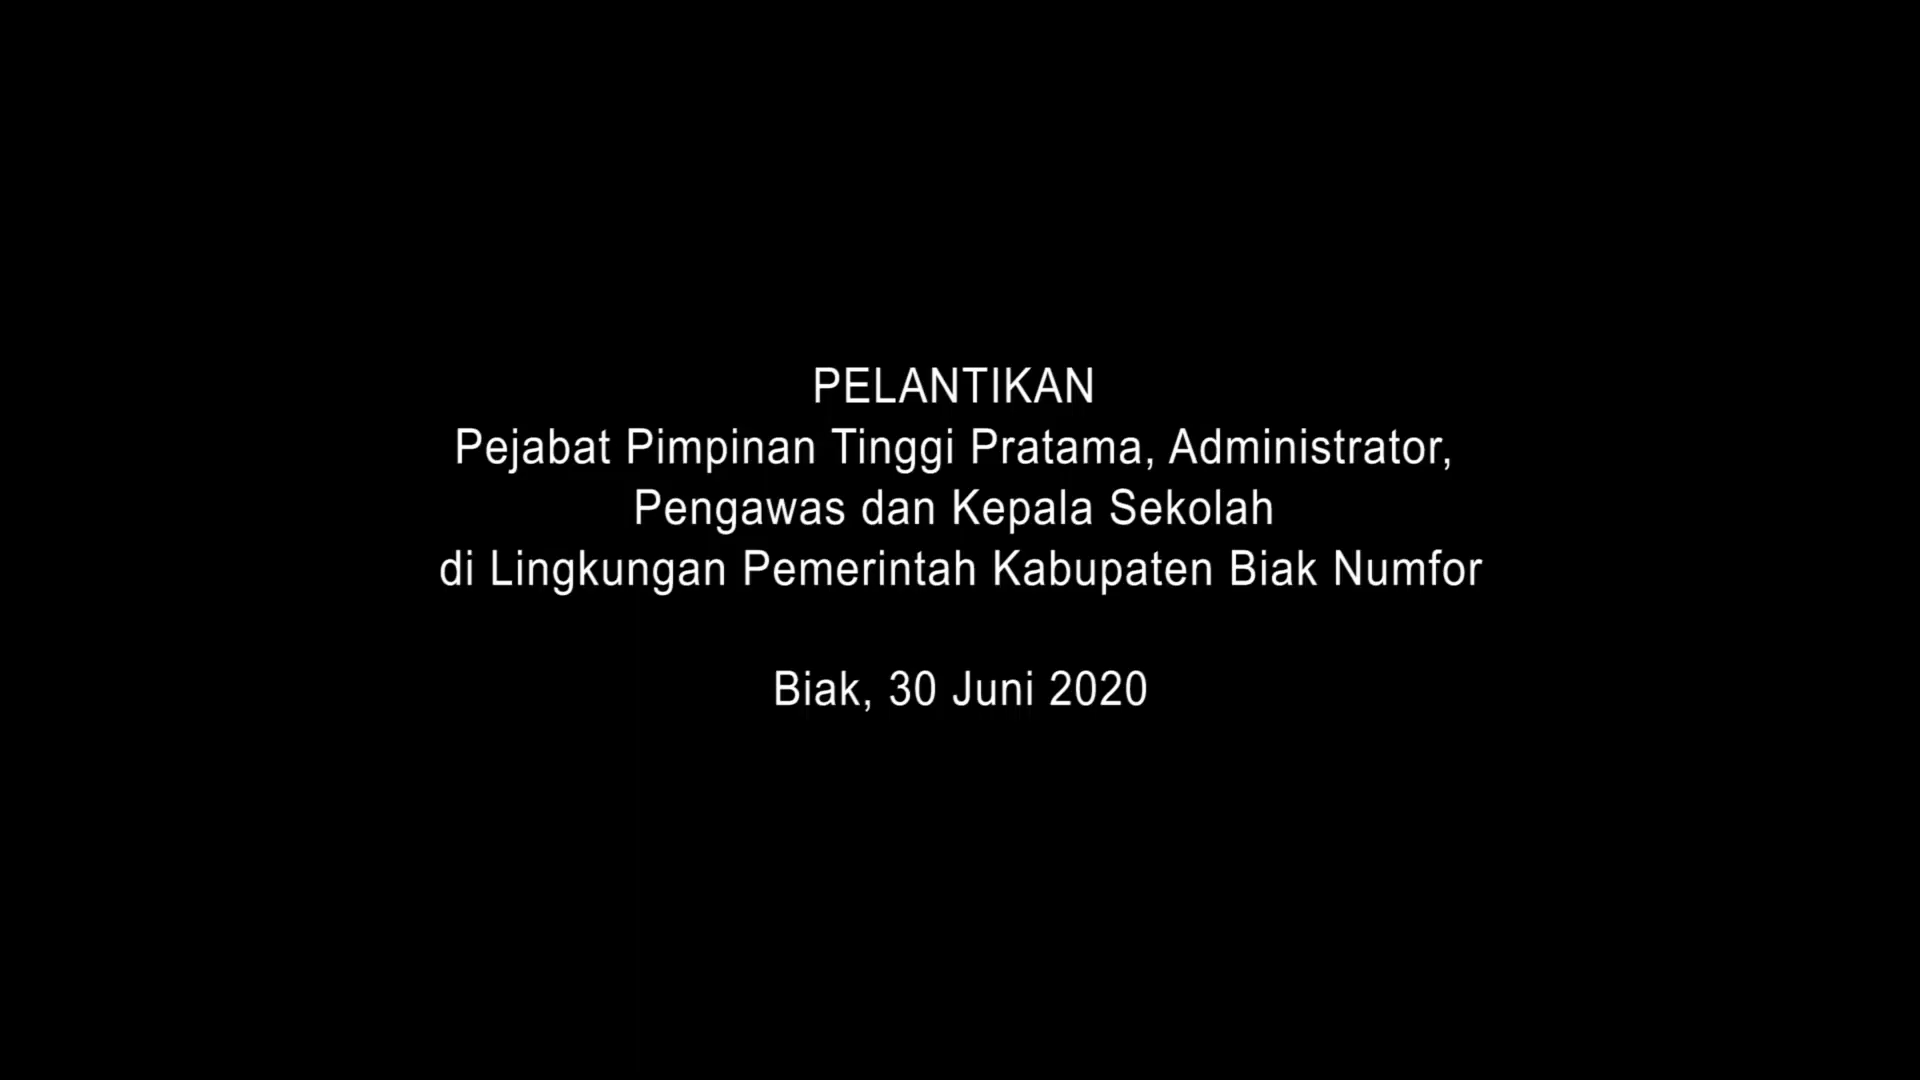 PELANTIKAN
Pejabat Pimpinan Tinggi Pratama, Administrator,
Pengawas dan Kepala Sekolah
di Lingkungan Pemerintah Kabupaten Biak Numfor
Biak, 30 Juni 2020